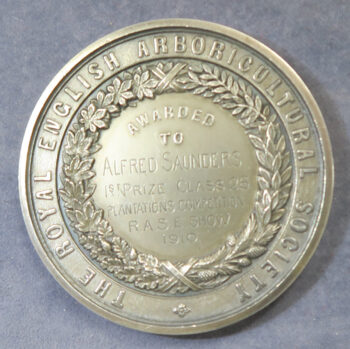 THE ROYAL ENGLISH ARBORICULTURAL SOCIETY
AWARDED
TO
ALFRED SAUNDERS
1ST PRIZE CLASS 25
PLANTATIONS COMPETITION
R.A.S.E. SHOW
1910